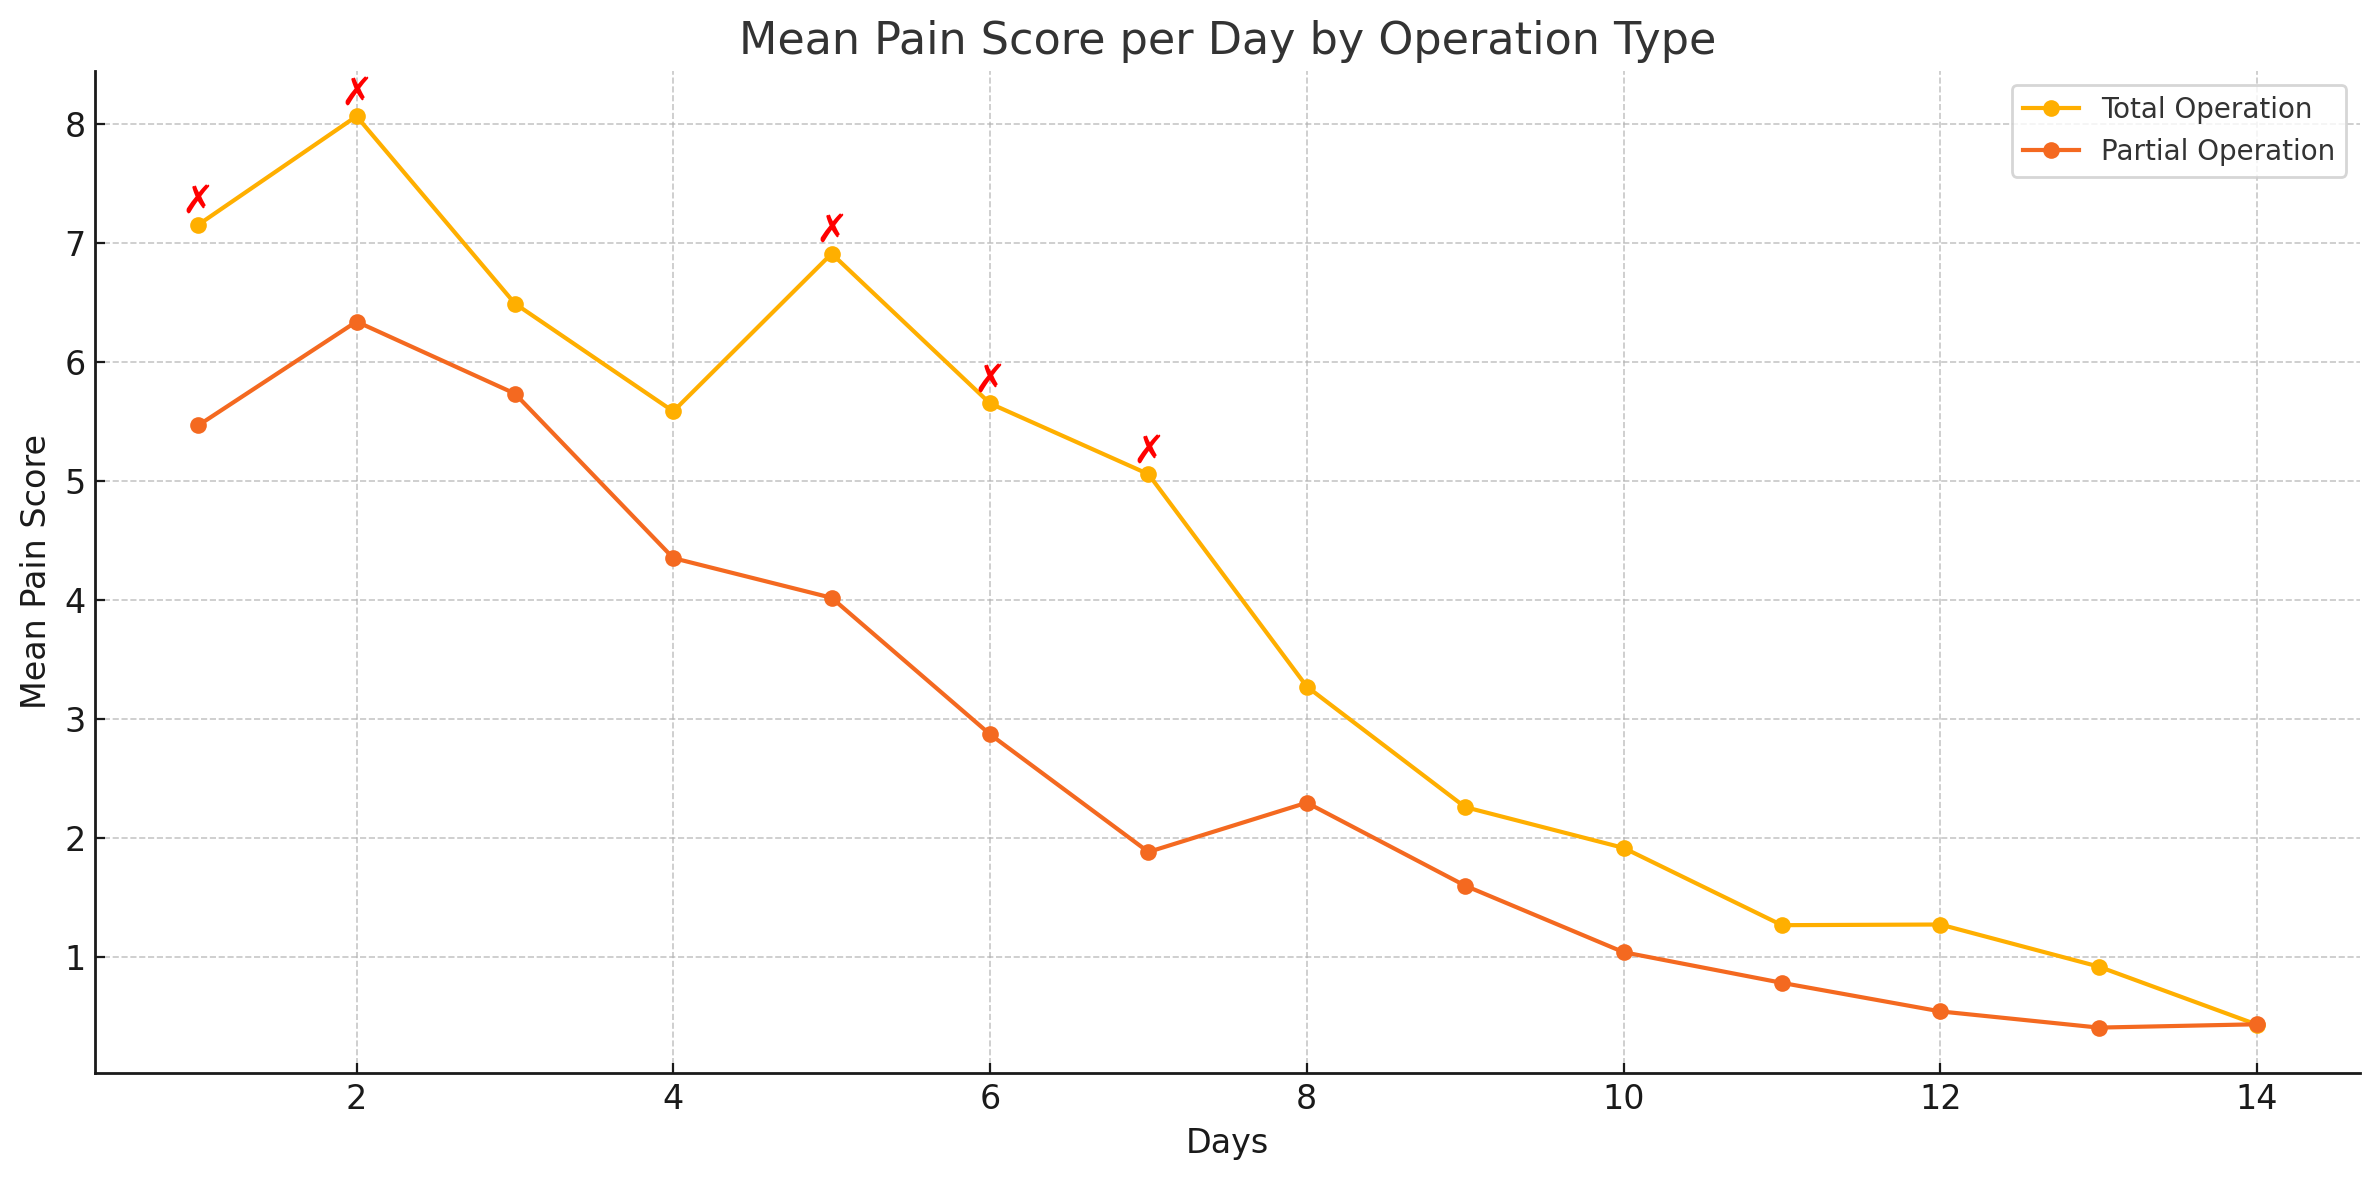 Mean Pain Score per Day by Operation Type
Total Operation
Partial Operation
Mean Pain Score
8
7
6
5
4
3
2
1
✗
✗
✗
✗
✗
2 4 6 8 10 12 14
Days